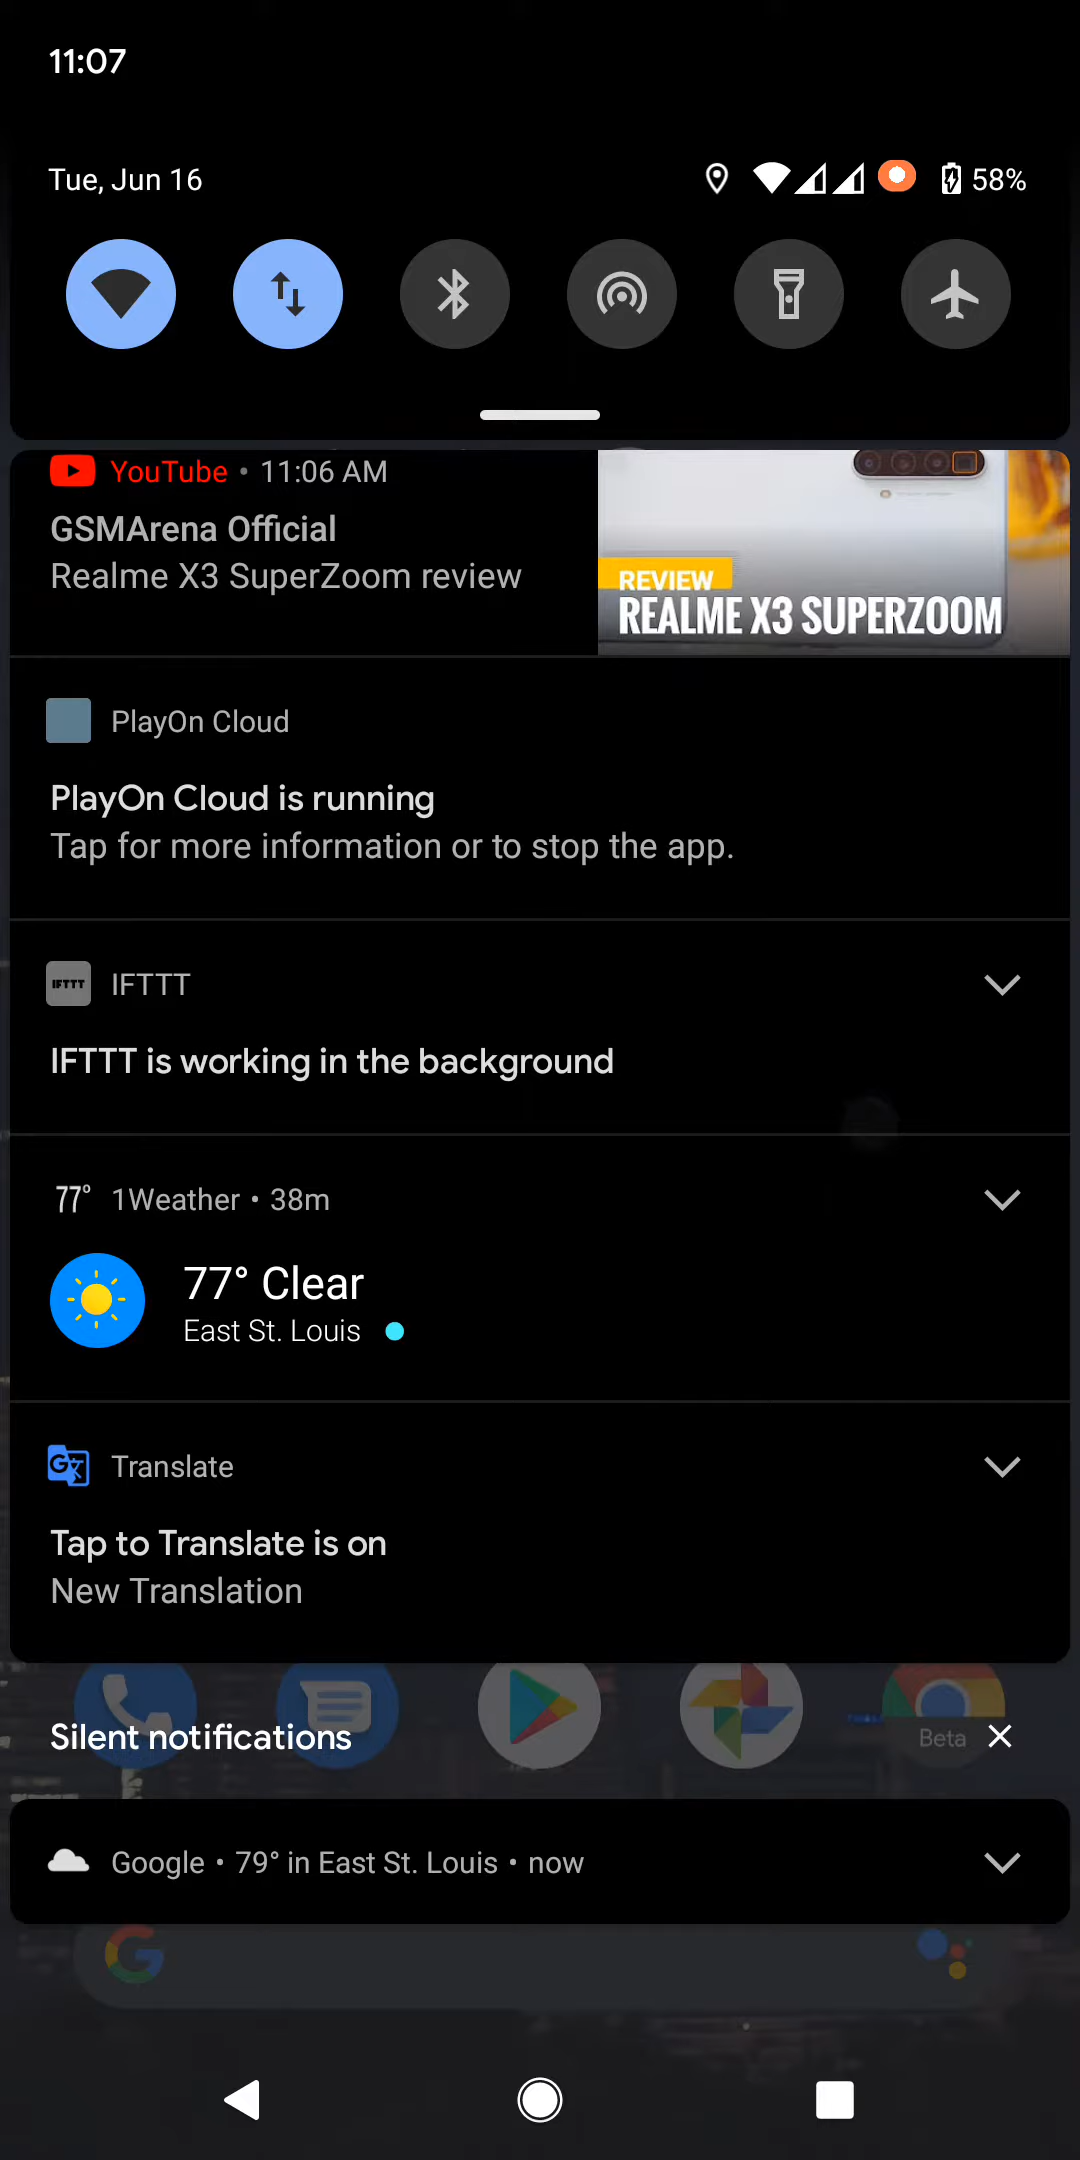 11:07
Tue, Jun 16
58%
YouTube • 11:06 AM
GSMArena Official
Realme X3 SuperZoom review
REVIEW
REALME X3 SUPERZOOM
PlayOn Cloud
PlayOn Cloud is running
Tap for more information or to stop the app.
IFTTT IFTTT
IFTTT is working in the background
77° 1Weather • 38m
77° Clear
East St. Louis
G Translate
Tap to Translate is on
New Translation
Silent notifications
Beta
Google • 79° in East St. Louis • now
G